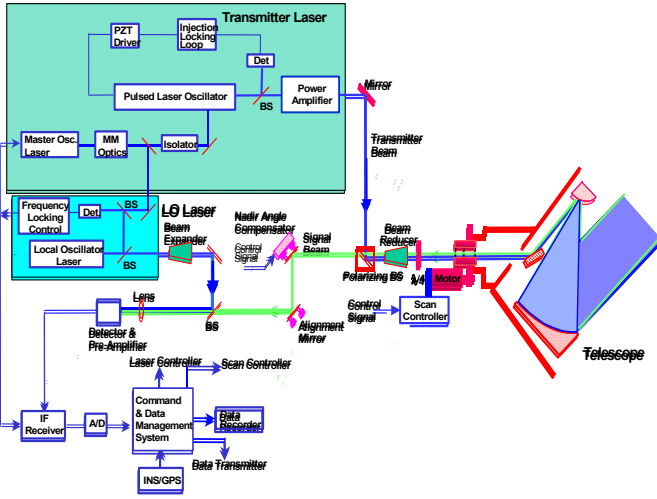 Transmitter Laser
PZT
Driver
Injection
Locking
Loop
Det
Pulsed Laser Oscillator
BS
Power
Amplifier
Mirror
Master Osc.
Laser
MM
Optics
Isolator
Transmitter
Beam
Frequency
Locking
Control
Det
BS
LO Laser
Local Oscillator
Laser
BS
Beam
Expander
Nadir Angle
Compensator
Control
Signal
Signal
Beam
Beam
Reducer
Polarizing BS
λ/4
Motor
Lens
BS
Alignment
Mirror
Control
Signal
Scan
Controller
Telescope
Detector &
Pre-Amplifier
Laser Controller
Scan Controller
IF
Receiver
A/D
Command
& Data
Management
System
Data
Recorder
Data Transmitter
INS/GPS